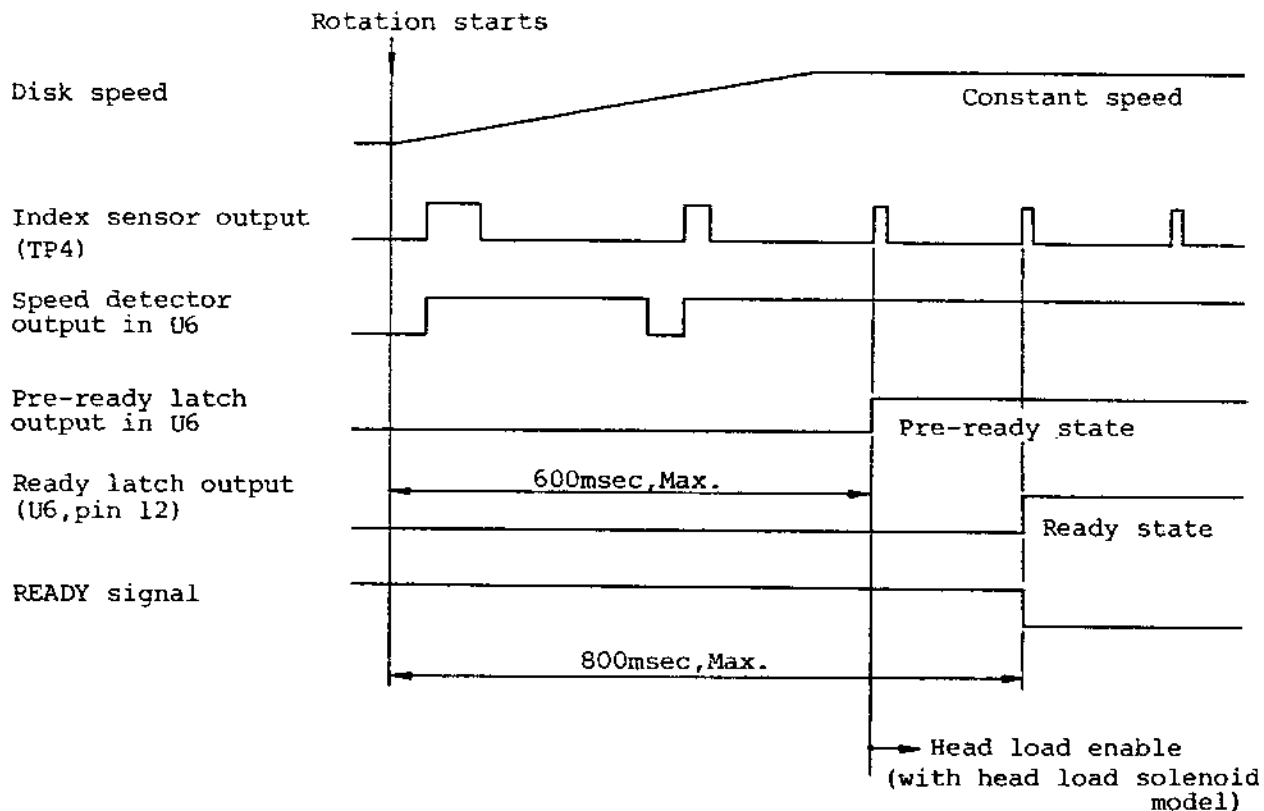 Rotation starts
Disk speed
Constant speed
Index sensor output
(TP4)
Speed detector
output in U6
Pre-ready latch
output in U6
Pre-ready state
600msec,Max.
Ready latch output
(U6,pin 12)
Ready state
READY signal
800msec,Max.
Head load enable
(with head load solenoid
model)